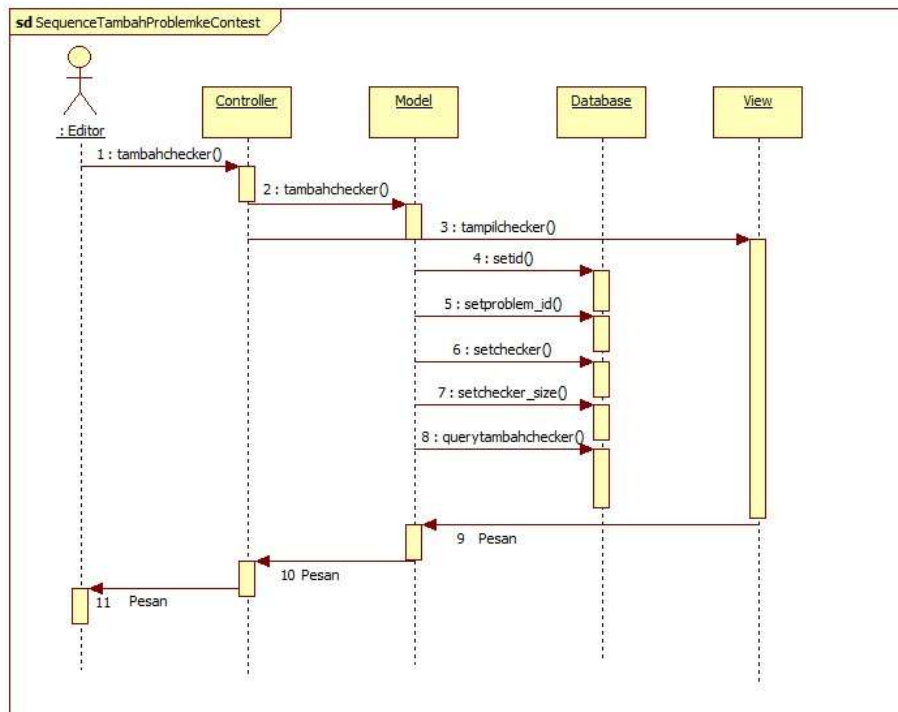 sd SequenceTambahProblemkeContest
: Editor
Controller
Model
Database
View
1 : tambahchecker()
2 : tambahchecker()
3 : tampilchecker()
4 : setid()
5 : setproblem_id()
6 : setchecker()
7 : setchecker_size()
8 : querytambahchecker()
9 Pesan
10 Pesan
11 Pesan